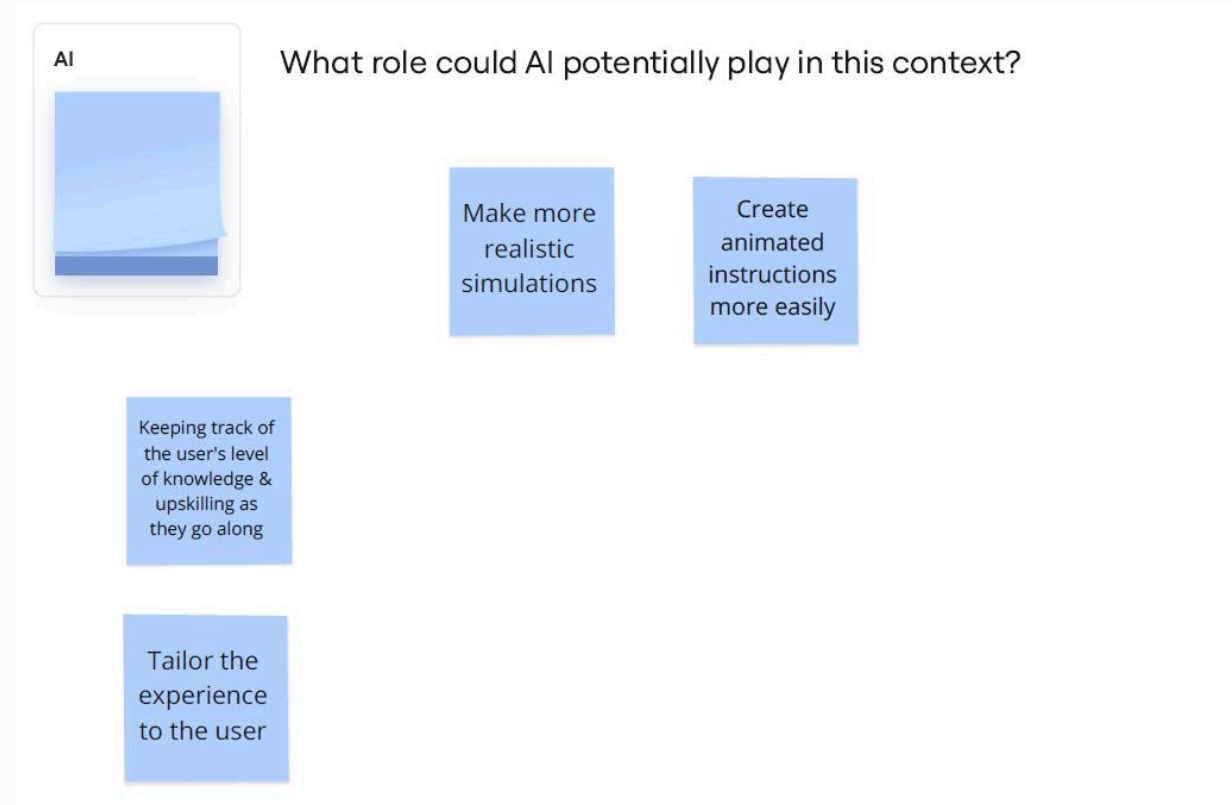 AI
What role could AI potentially play in this context?
Make more
realistic
simulations
Create
animated
instructions
more easily
Keeping track of
the user's level
of knowledge &
upskilling as
they go along
Tailor the
experience
to the user